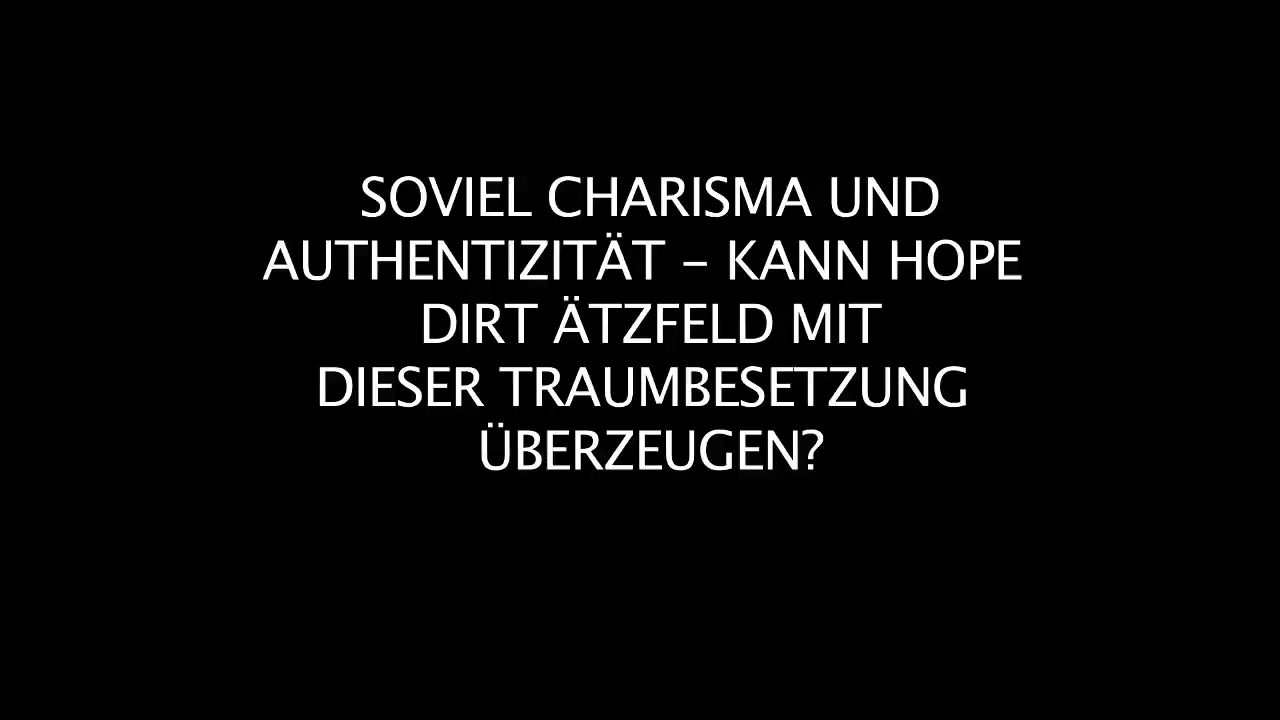 SOVIEL CHARISMA UND
AUTHENTIZITÄT – KANN HOPE
DIRT ÄTZFELD MIT
DIESER TRAUMBESETZUNG
ÜBERZEUGEN?